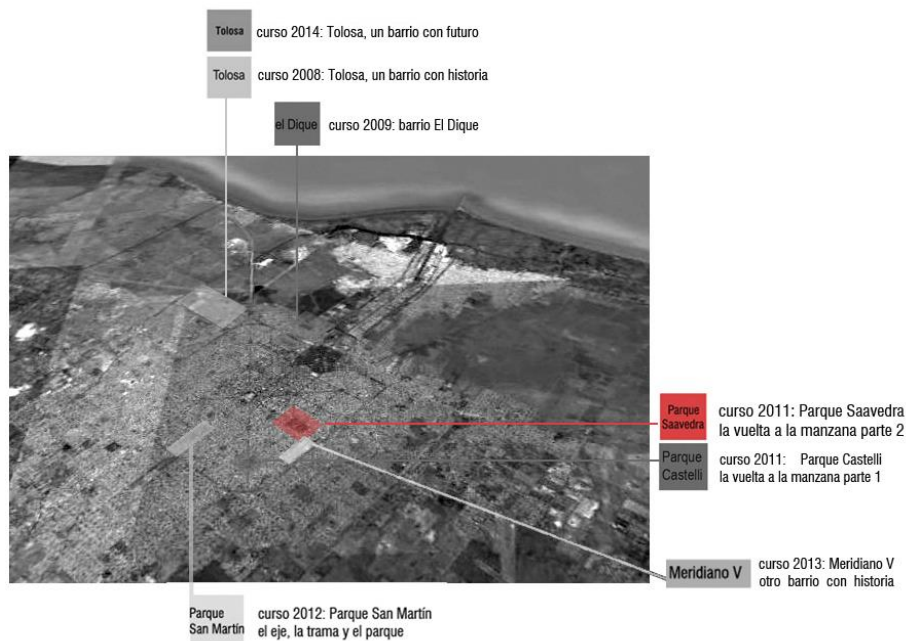 Tolosa
curso 2014: Tolosa, un barrio con futuro
Tolosa
curso 2008: Tolosa, un barrio con historia
el Dique
curso 2009: barrio El Dique
Parque
Saavedra
curso 2011: Parque Saavedra
la vuelta a la manzana parte 2
Parque
Castelli
curso 2011: Parque Castelli
la vuelta a la manzana parte 1
Meridiano V
curso 2013: Meridiano V
otro barrio con historia
Parque
San Martín
curso 2012: Parque San Martín
el eje, la trama y el parque